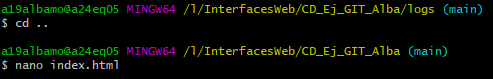 a19albamo@a24eq05 MINGW64 /l/InterfacesWeb/CD_Ej_GIT_Alba/logs (main)
$ cd ..
a19albamo@a24eq05 MINGW64 /l/InterfacesWeb/CD_Ej_GIT_Alba (main)
$ nano index.html